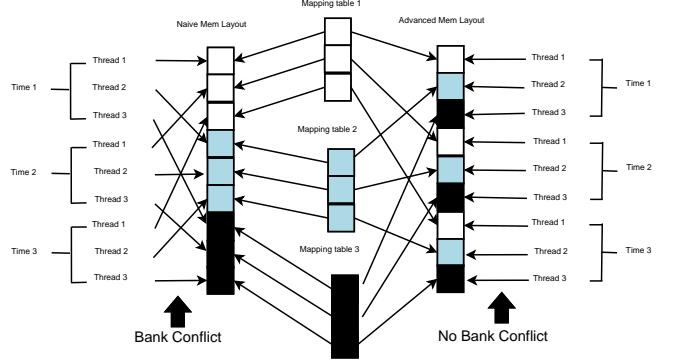 Mapping table 1
Naive Mem Layout
Advanced Mem Layout
Thread 1
Thread 2
Thread 3
Time 1
Thread 1
Thread 2
Thread 3
Time 2
Thread 1
Thread 2
Thread 3
Time 3
Mapping table 2
Mapping table 3
Thread 1
Thread 2
Thread 3
Time 1
Thread 1
Thread 2
Thread 3
Time 2
Thread 1
Thread 2
Thread 3
Time 3
Bank Conflict
No Bank Conflict